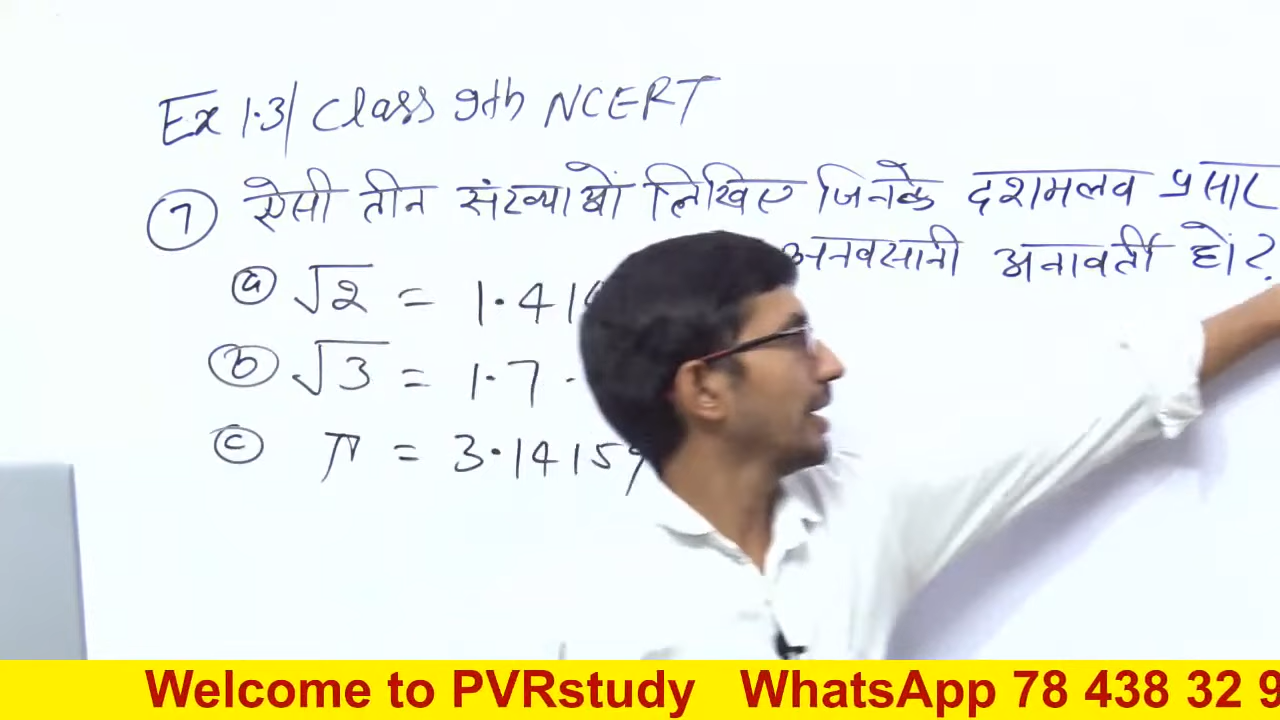 Ex 1.3/ Class 9th NCERT
7 ऐसी तीन संख्याओं लिखिए जिनके दशमलव प्रसार
अनवसानी अनावर्ती हों?
a √2 = 1.414
b √3 = 1.7
c π = 3.14159
Welcome to PVRstudy WhatsApp 78 438 32 9